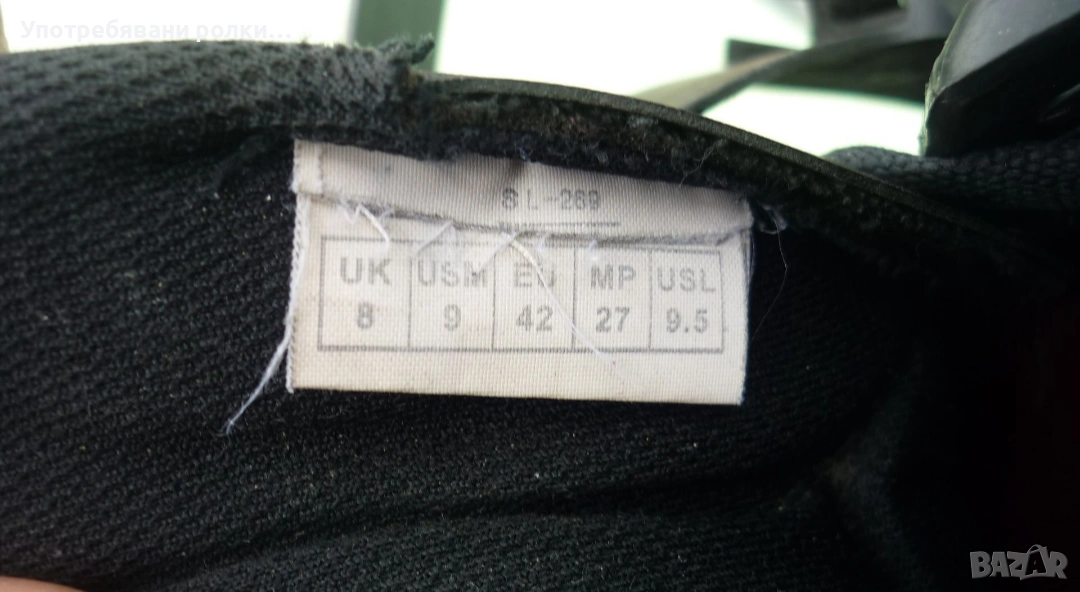 Употребявани ролки...
SL-269
UK USM EU MP USL
8 9 42 27 9.5
BAZAR